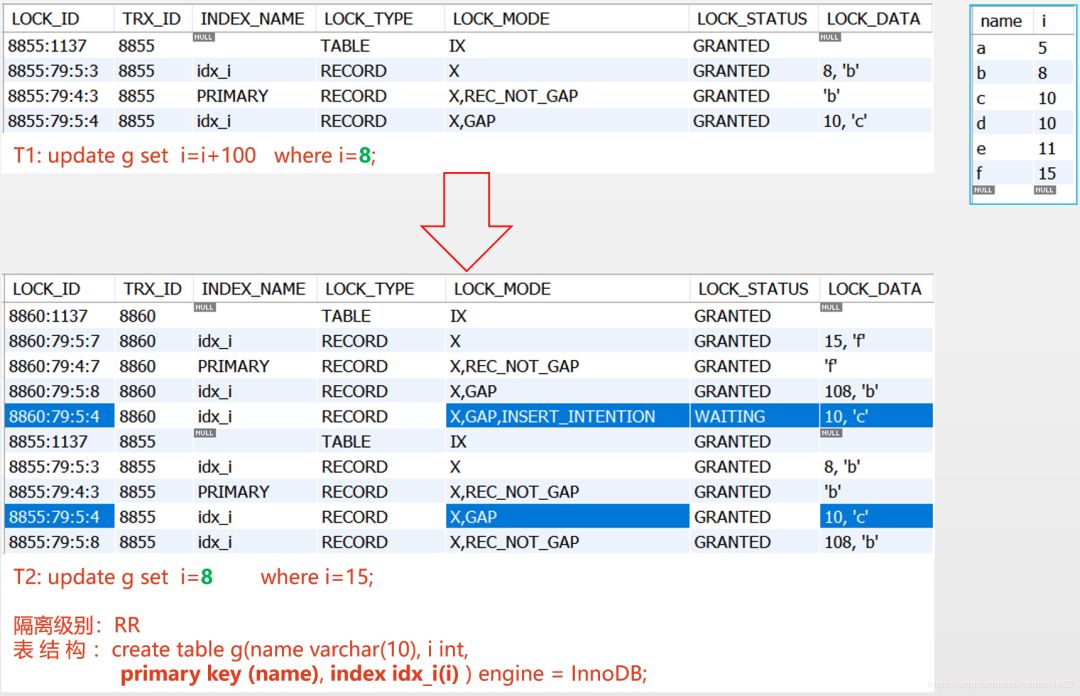 LOCK_ID TRX_ID INDEX_NAME LOCK_TYPE LOCK_MODE LOCK_STATUS LOCK_DATA
8855:1137 8855 NULL TABLE IX GRANTED NULL
8855:79:5:3 8855 idx_i RECORD X GRANTED 8, 'b'
8855:79:4:3 8855 PRIMARY RECORD X,REC_NOT_GAP GRANTED 'b'
8855:79:5:4 8855 idx_i RECORD X,GAP GRANTED 10, 'c'
T1: update g set i=i+100 where i=8;
name i
a 5
b 8
c 10
d 10
e 11
f 15
NULL NULL
LOCK_ID TRX_ID INDEX_NAME LOCK_TYPE LOCK_MODE LOCK_STATUS LOCK_DATA
8860:1137 8860 NULL TABLE IX GRANTED NULL
8860:79:5:7 8860 idx_i RECORD X GRANTED 15, 'f'
8860:79:4:7 8860 PRIMARY RECORD X,REC_NOT_GAP GRANTED 'f'
8860:79:5:8 8860 idx_i RECORD X,GAP GRANTED 108, 'b'
8860:79:5:4 8860 idx_i RECORD X,GAP,INSERT_INTENTION WAITING 10, 'c'
8855:1137 8855 NULL TABLE IX GRANTED NULL
8855:79:5:3 8855 idx_i RECORD X GRANTED 8, 'b'
8855:79:4:3 8855 PRIMARY RECORD X,REC_NOT_GAP GRANTED 'b'
8855:79:5:4 8855 idx_i RECORD X,GAP GRANTED 10, 'c'
8855:79:5:8 8855 idx_i RECORD X,REC_NOT_GAP GRANTED 108, 'b'
T2: update g set i=8 where i=15;
隔离级别：RR
表 结 构 ：create table g(name varchar(10), i int,
primary key (name), index idx_i(i) ) engine = InnoDB;